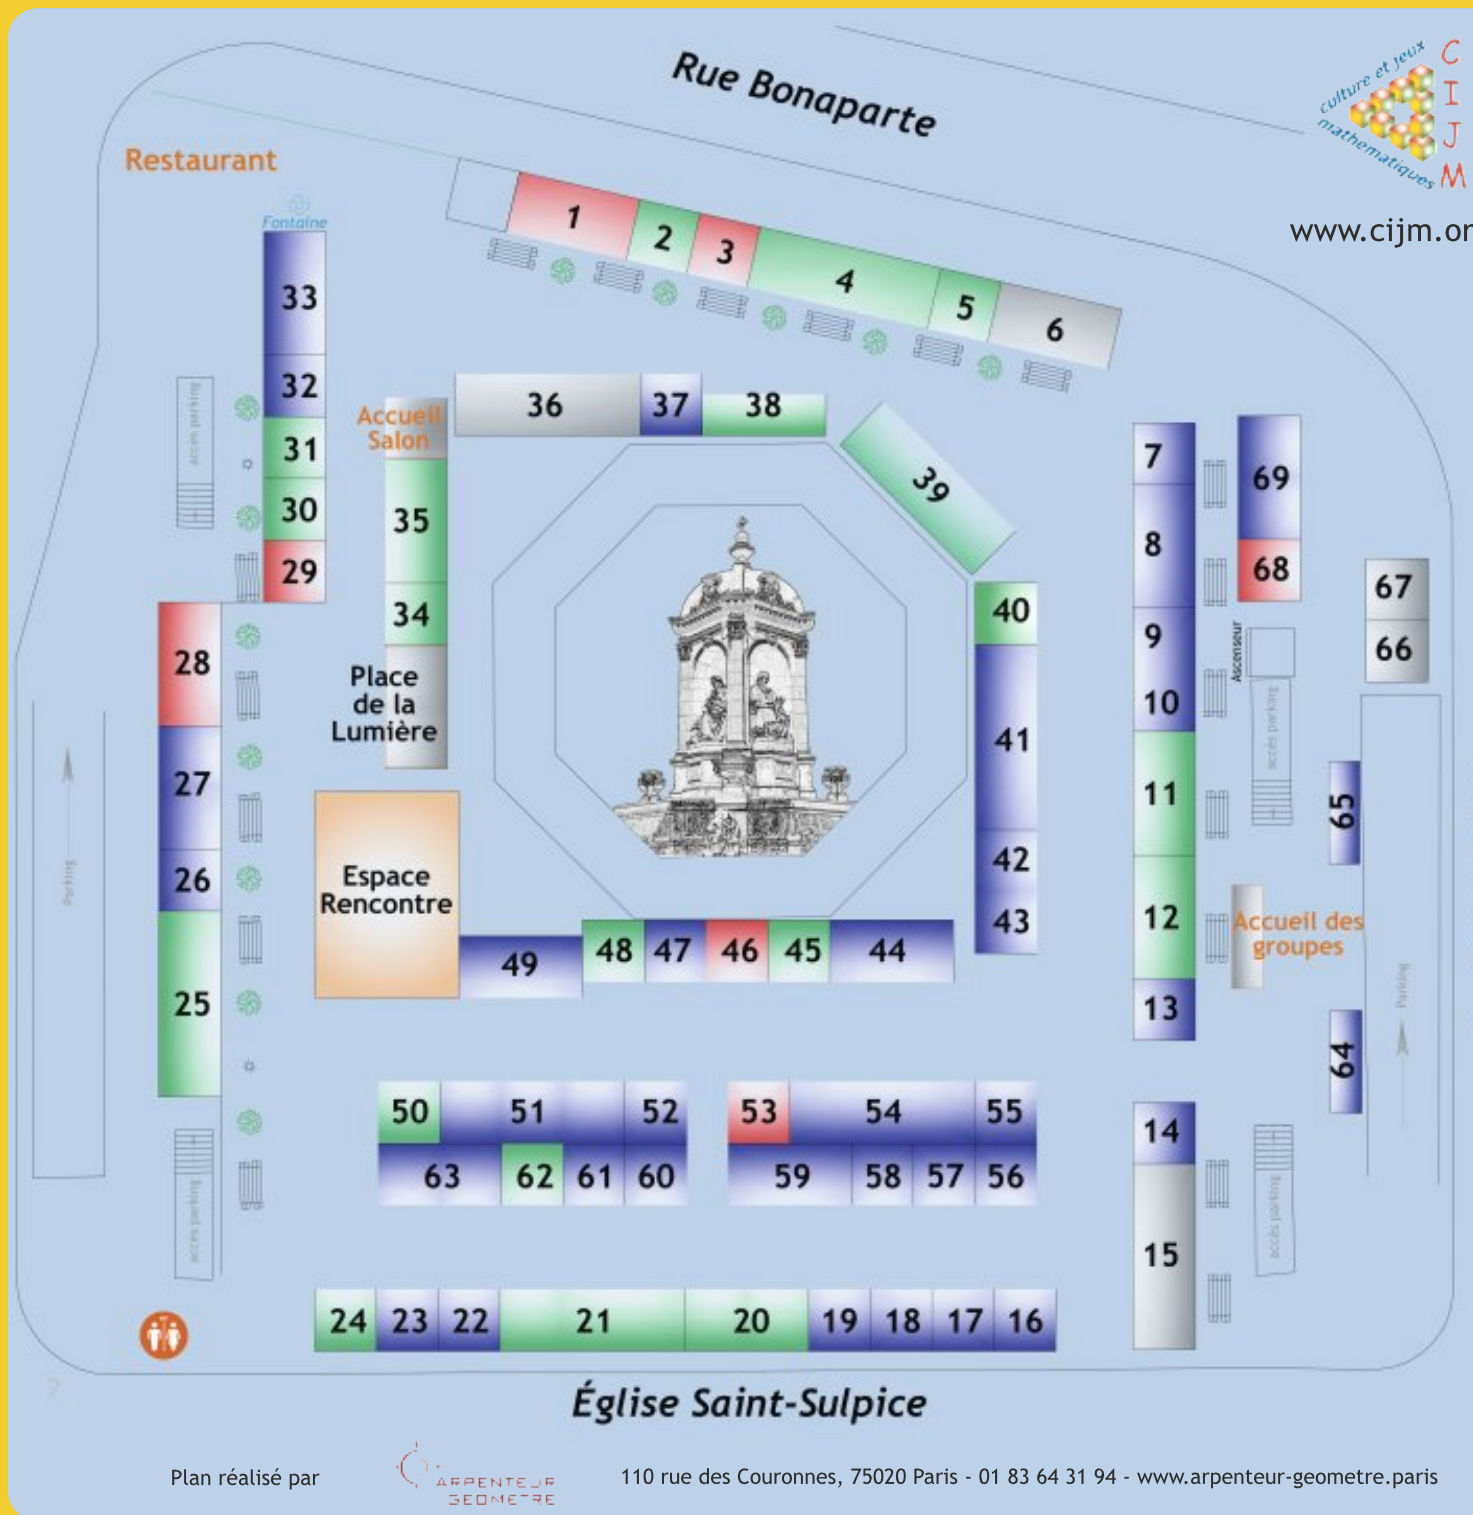 Rue Bonaparte
culture et jeux
mathematiques
C
I
J
M
www.cijm.or
Restaurant
Fontaine
1
2
3
4
5
6
33
32
31
30
29
28
27
26
25
accès parking
Parking
accès parking
Accueil
Salon
35
34
Place
de la
Lumière
Espace
Rencontre
36
37
38
39
40
41
42
43
44
45
46
47
48
49
7
8
9
10
11
12
13
14
15
69
68
67
66
Ascenseur
accès parking
65
Accueil des
groupes
64
Parking
accès parking
50
51
52
53
54
55
63
62
61
60
59
58
57
56
24
23
22
21
20
19
18
17
16
Église Saint-Sulpice
Plan réalisé par
ARPENTEUR
GEOMETRE
110 rue des Couronnes, 75020 Paris - 01 83 64 31 94 - www.arpenteur-geometre.paris